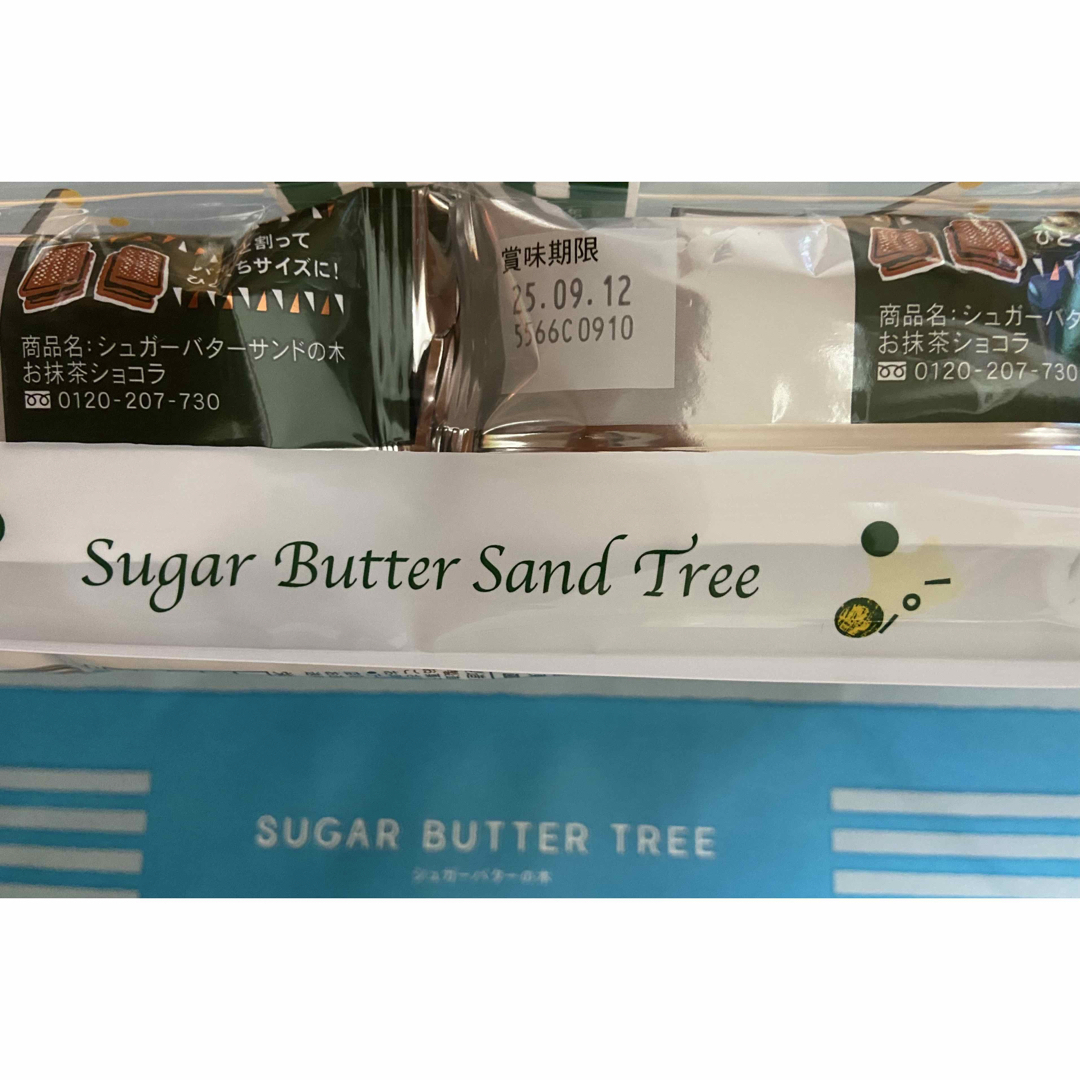 割って
ちサイズに!
賞味期限
25.09.12
5566C0910
商品名:シュガーバターサンドの木
お抹茶ショコラ
0120-207-730
ひと
商品名:シュガーバタ
お抹茶ショコラ
0120-207-730
Sugar Butter Sand Tree
SUGAR BUTTER TREE
シュガーバターの木